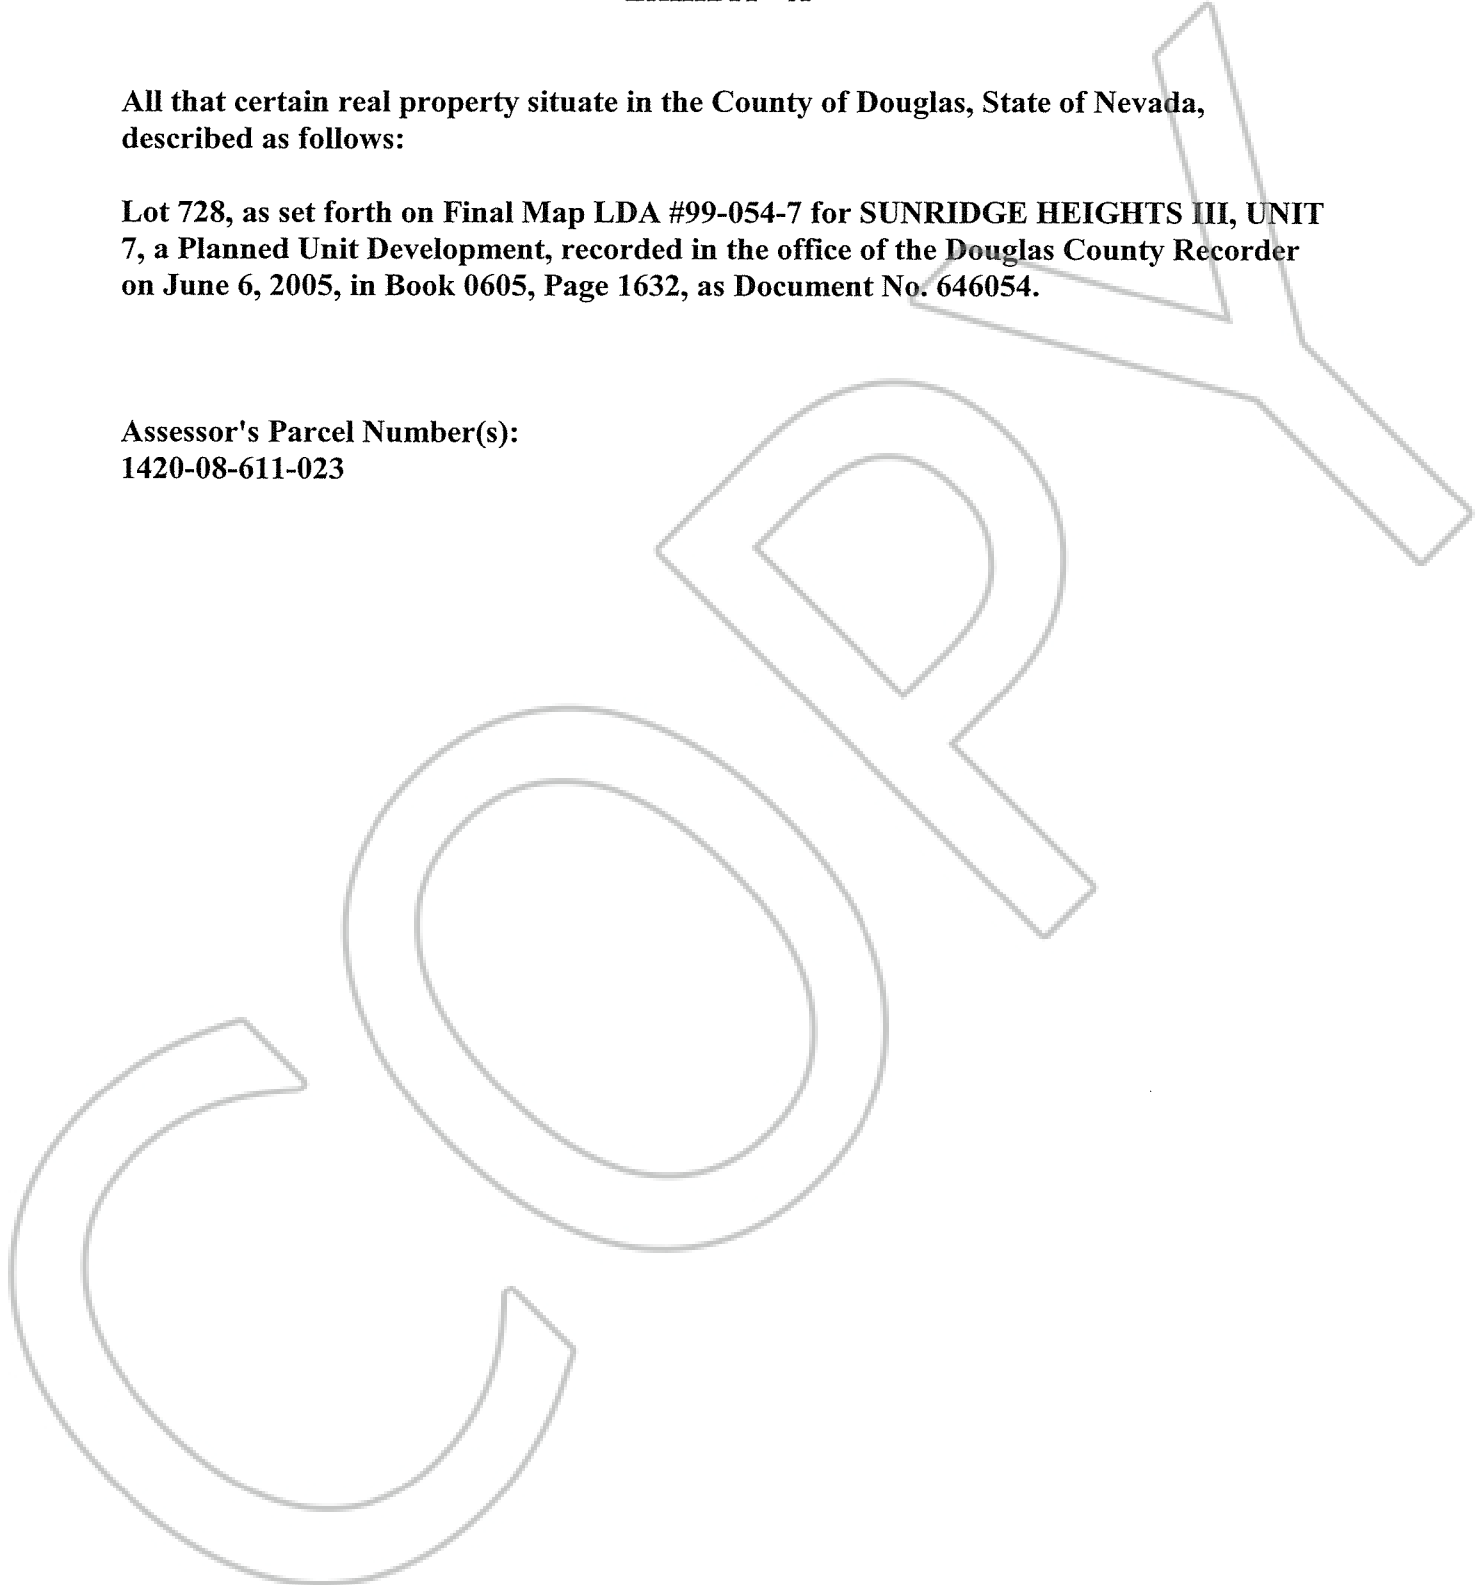 All that certain real property situate in the County of Douglas, State of Nevada,
described as follows:
Lot 728, as set forth on Final Map LDA #99-054-7 for SUNRIDGE HEIGHTS III, UNIT
7, a Planned Unit Development, recorded in the office of the Douglas County Recorder
on June 6, 2005, in Book 0605, Page 1632, as Document No. 646054.
Assessor's Parcel Number(s):
1420-08-611-023
COPY